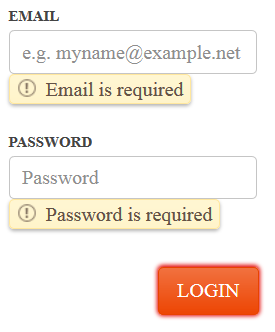 EMAIL
e.g. myname@example.net
Email is required
PASSWORD
Password
Password is required
LOGIN